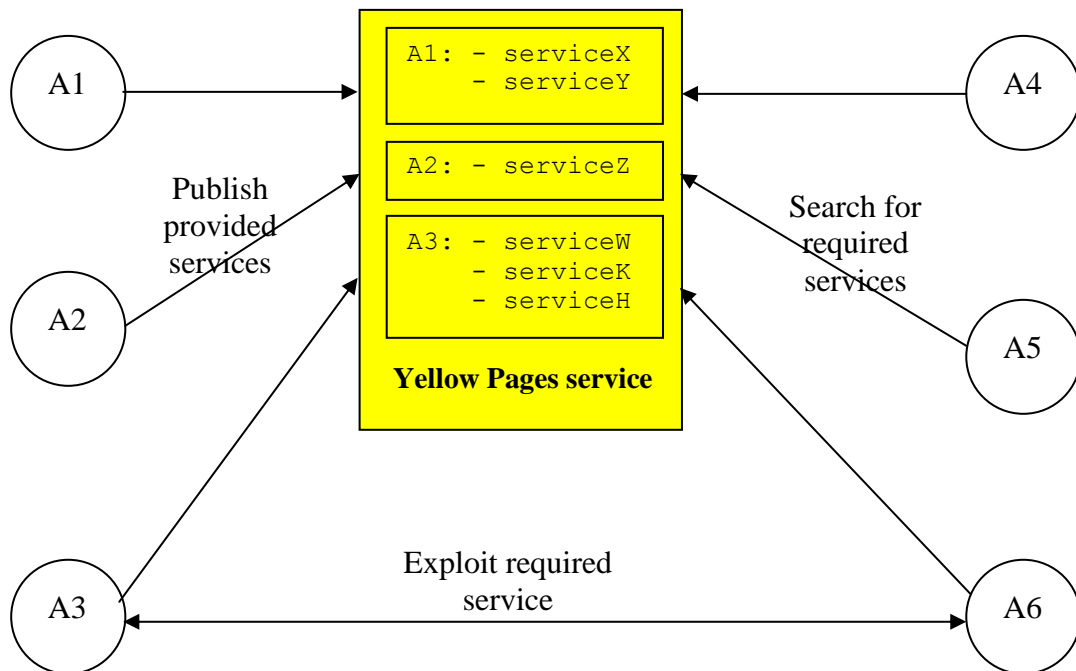 A1
A1: - serviceX
- serviceY
A4
A2: - serviceZ
Publish
provided
services
Search for
required
services
A3: - serviceW
- serviceK
- serviceH
A2
A5
Yellow Pages service
Exploit required
service
A3
A6